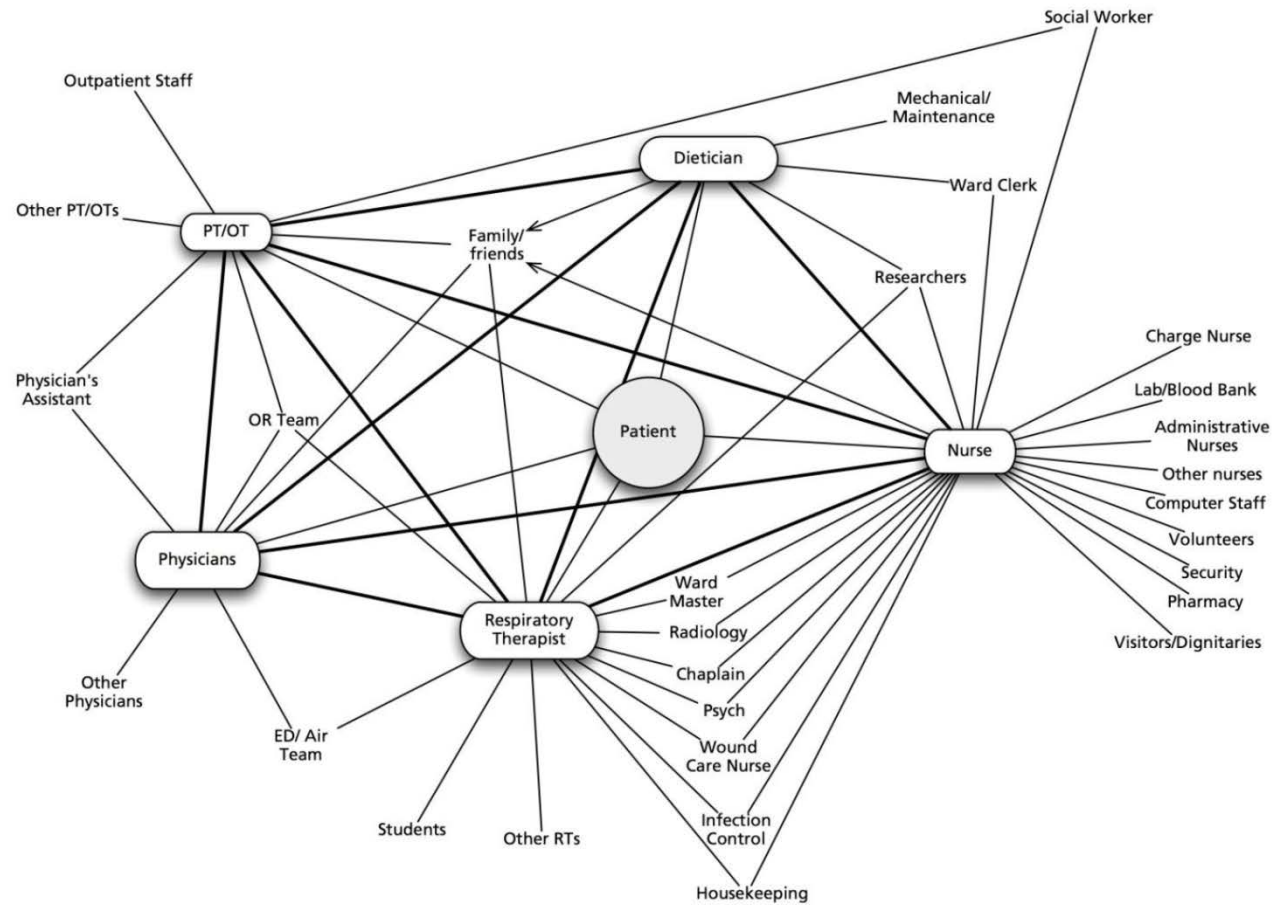 Social Worker
Outpatient Staff
Mechanical/
Maintenance
Dietician
Ward Clerk
Other PT/OTs
PT/OT
Family/
friends
Researchers
Charge Nurse
Physician's
Assistant
Lab/Blood Bank
OR Team
Patient
Administrative
Nurses
Nurse
Other nurses
Computer Staff
Volunteers
Physicians
Security
Ward
Master
Pharmacy
Respiratory
Therapist
Radiology
Visitors/Dignitaries
Chaplain
Other
Physicians
Psych
ED/ Air
Team
Wound
Care Nurse
Students
Other RTs
Infection
Control
Housekeeping